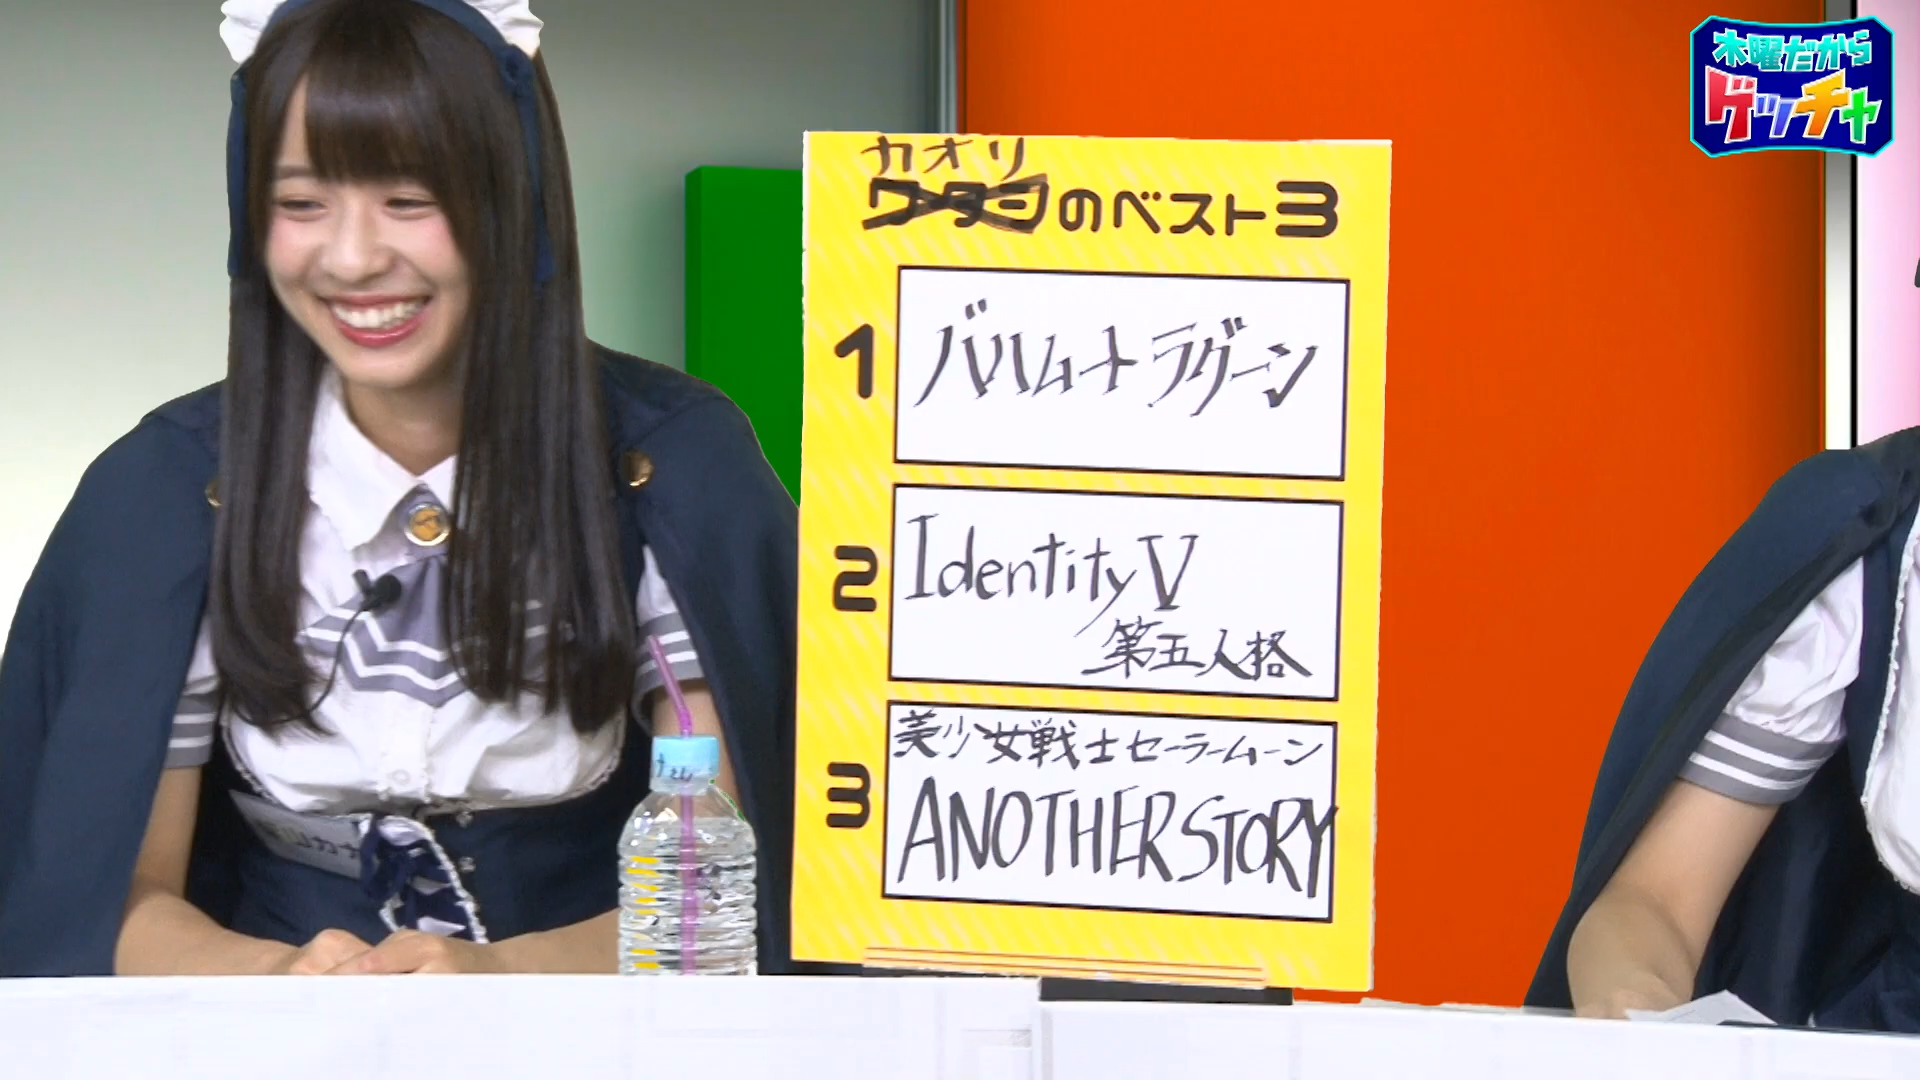 木曜だから
ゲッチャ
カオリ
ワタシのベスト3
1
バハムートラグーン
2
Identity V
第五人格
3
美少女戦士セーラームーン
ANOTHER STORY